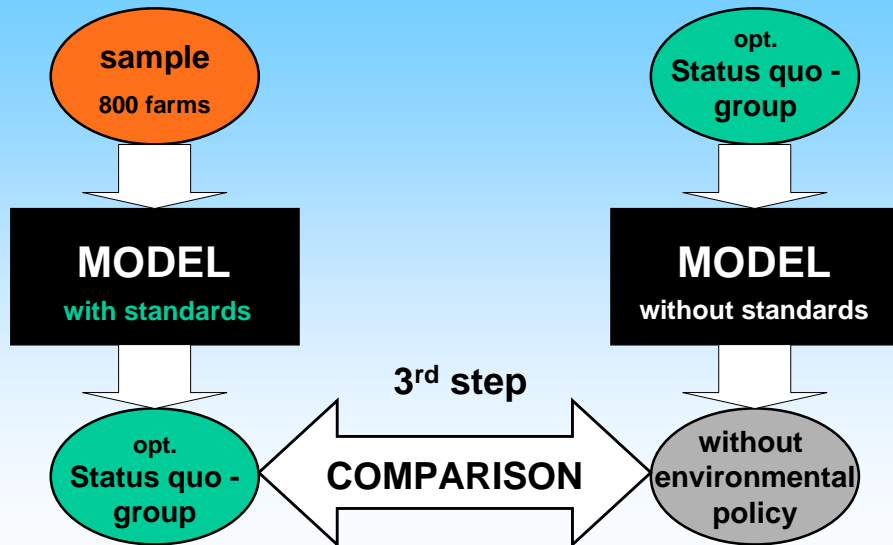 sample
800 farms
MODEL
with standards
opt.
Status quo -
group
3rd step
COMPARISON
opt.
Status quo -
group
MODEL
without standards
without
environmental
policy